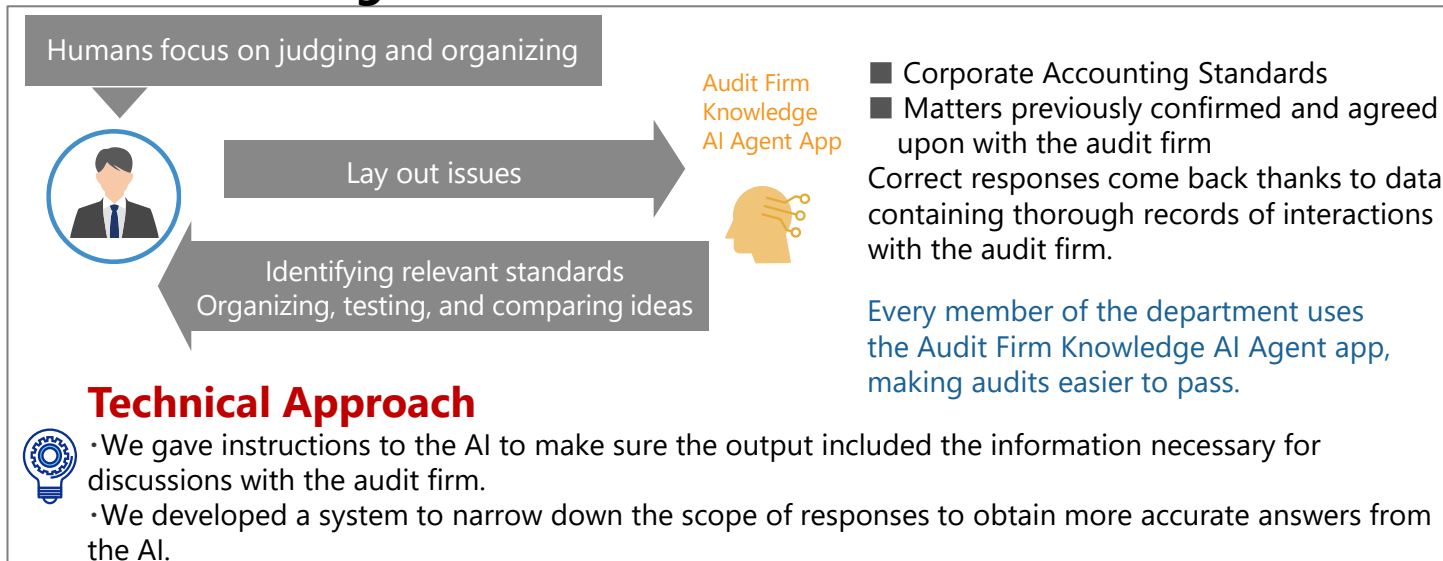 Humans focus on judging and organizing
Lay out issues
Identifying relevant standards
Organizing, testing, and comparing ideas
Audit Firm
Knowledge
AI Agent App
■ Corporate Accounting Standards
■ Matters previously confirmed and agreed
upon with the audit firm
Correct responses come back thanks to data
containing thorough records of interactions
with the audit firm.
Every member of the department uses
the Audit Firm Knowledge AI Agent app,
making audits easier to pass.
Technical Approach
・We gave instructions to the AI to make sure the output included the information necessary for
discussions with the audit firm.
・We developed a system to narrow down the scope of responses to obtain more accurate answers from
the AI.